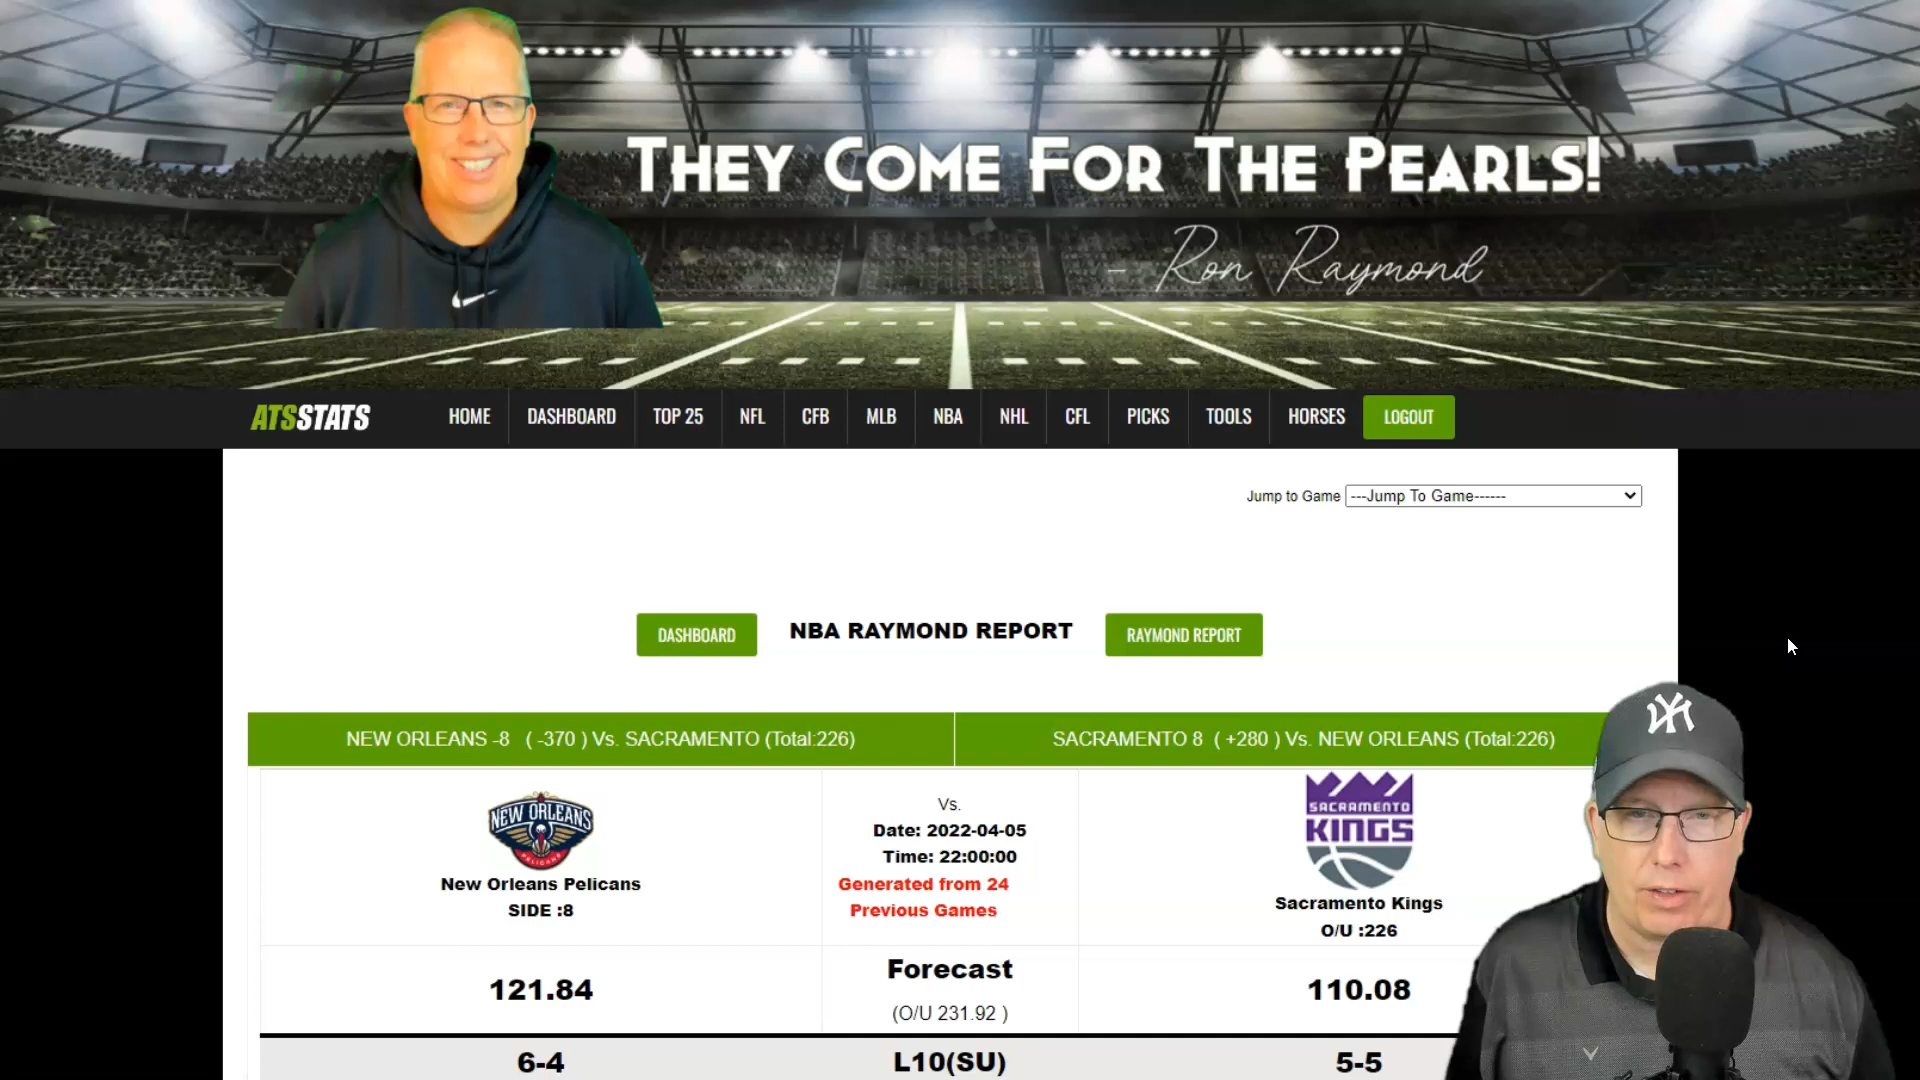 THEY COME FOR THE PEARLS!
- Ron Raymond
ATSSTATS
HOME
DASHBOARD
TOP 25
NFL
CFB
MLB
NBA
NHL
CFL
PICKS
TOOLS
HORSES
LOGOUT
Jump to Game
---Jump To Game------
DASHBOARD
NBA RAYMOND REPORT
RAYMOND REPORT
NEW ORLEANS -8 ( -370 ) Vs. SACRAMENTO (Total:226)
SACRAMENTO 8 ( +280 ) Vs. NEW ORLEANS (Total:226)
NEW ORLEANS
PELICANS
New Orleans Pelicans
SIDE :8
Vs.
Date: 2022-04-05
Time: 22:00:00
Generated from 24
Previous Games
SACRAMENTO
KINGS
Sacramento Kings
O/U :226
121.84
Forecast
(O/U 231.92 )
110.08
6-4
L10(SU)
5-5
NY